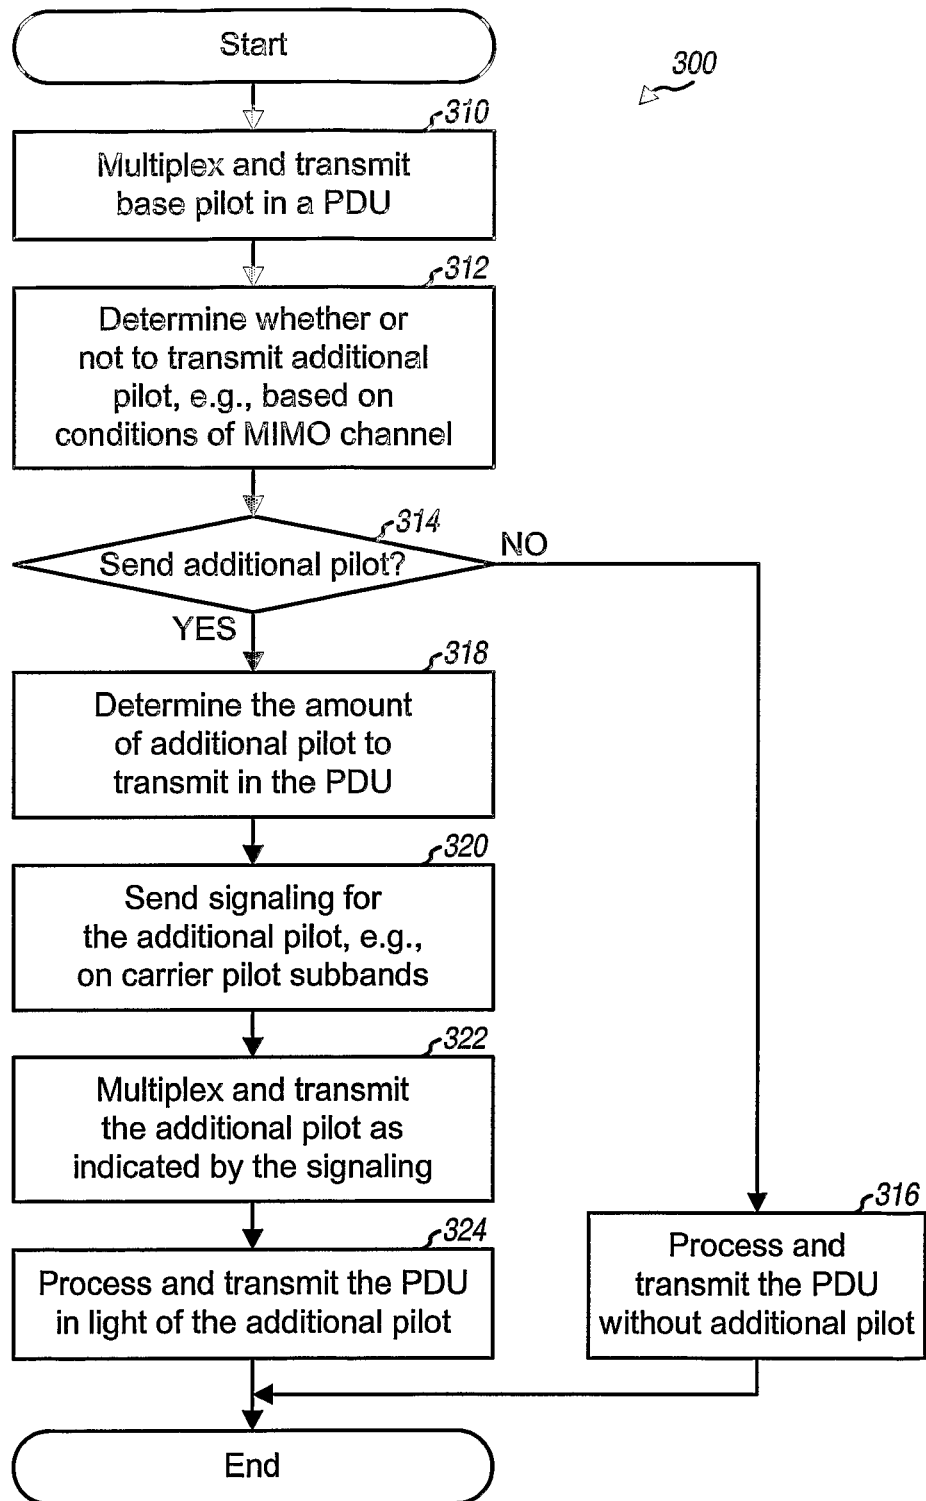 Start
300
310
Multiplex and transmit
base pilot in a PDU
312
Determine whether or
not to transmit additional
pilot, e.g., based on
conditions of MIMO channel
314
Send additional pilot?
NO
YES
318
Determine the amount
of additional pilot to
transmit in the PDU
320
Send signaling for
the additional pilot, e.g.,
on carrier pilot subbands
322
Multiplex and transmit
the additional pilot as
indicated by the signaling
324
Process and transmit the PDU
in light of the additional pilot
316
Process and
transmit the PDU
without additional pilot
End